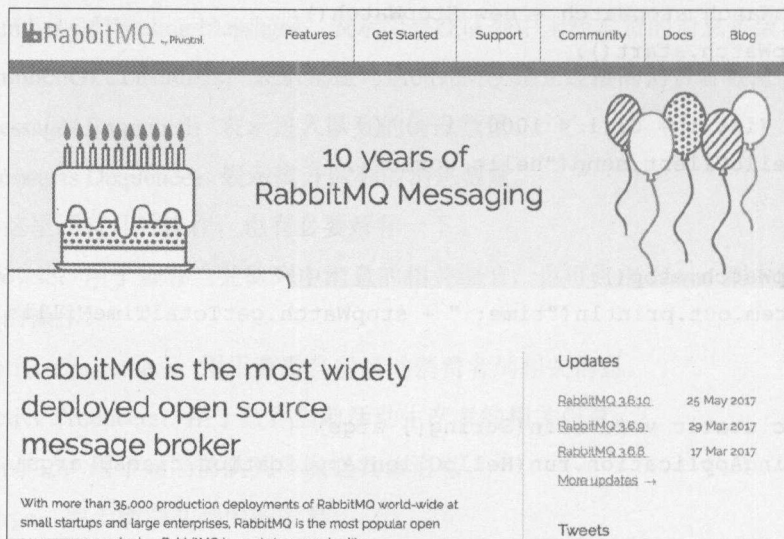 RabbitMQ by Pivotal
Features
Get Started
Support
Community
Docs
Blog
10 years of
RabbitMQ Messaging
RabbitMQ is the most widely
deployed open source
message broker
With more than 35,000 production deployments of RabbitMQ world-wide at
small startups and large enterprises, RabbitMQ is the most popular open
Updates
RabbitMQ 3.6.10 25 May 2017
RabbitMQ 3.6.9 29 Mar 2017
RabbitMQ 3.6.8 17 Mar 2017
More updates →
Tweets